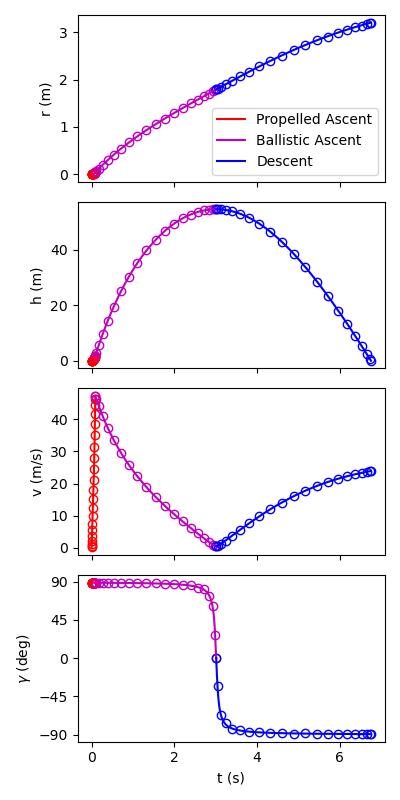 r (m)
3
2
1
0
Propelled Ascent
Ballistic Ascent
Descent
h (m)
40
20
0
v (m/s)
40
30
20
10
0
γ (deg)
90
45
0
−45
−90
0 2 4 6
t (s)